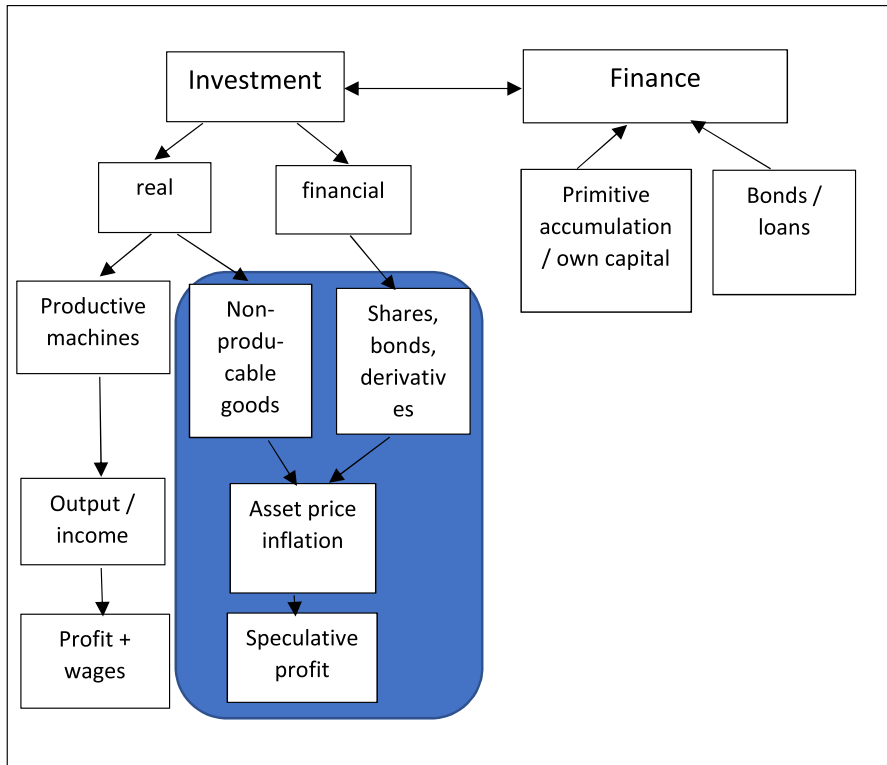 Investment
Finance
real
financial
Primitive
accumulation
/ own capital
Bonds /
loans
Productive
machines
Non-
produ-
cable
goods
Shares,
bonds,
derivativ
es
Output /
income
Asset price
inflation
Profit +
wages
Speculative
profit